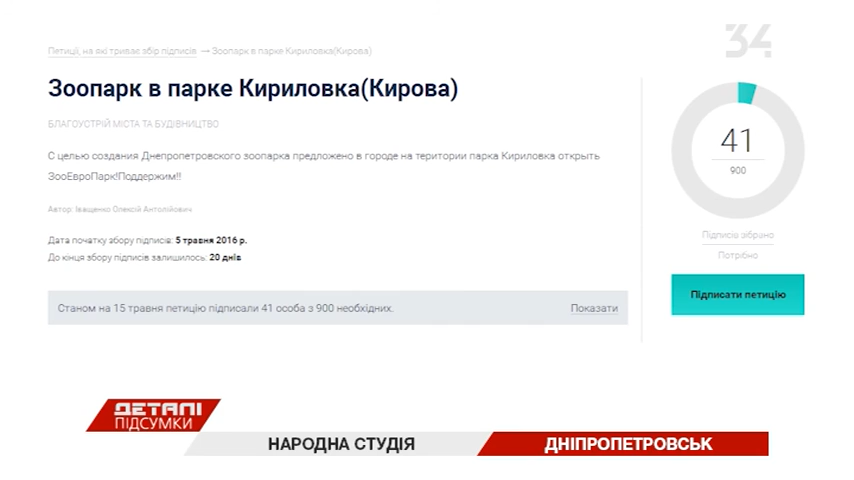 34
Петиції, на які триває збір підписів → Зоопарк в парке Кириловка(Кирова)
Зоопарк в парке Кириловка(Кирова)
БЛАГОУСТРІЙ МІСТА ТА БУДІВНИЦТВО
С целью создания Днепропетровского зоопарка предложено в городе на територии парка Кириловка открыть
ЗооЕвроПарк!Поддержим!!
Автор: Іващенко Олексій Антолійович
Дата початку збору підписів: 5 травня 2016 р.
До кінця збору підписів залишилось: 20 днів
Станом на 15 травня петицію підписали 41 особа з 900 необхідних.
Показати
41
900
Підписів зібрано
Потрібно
Підписати петицію
ДЕТАЛІ
ПІДСУМКИ
НАРОДНА СТУДІЯ
ДНІПРОПЕТРОВСЬК